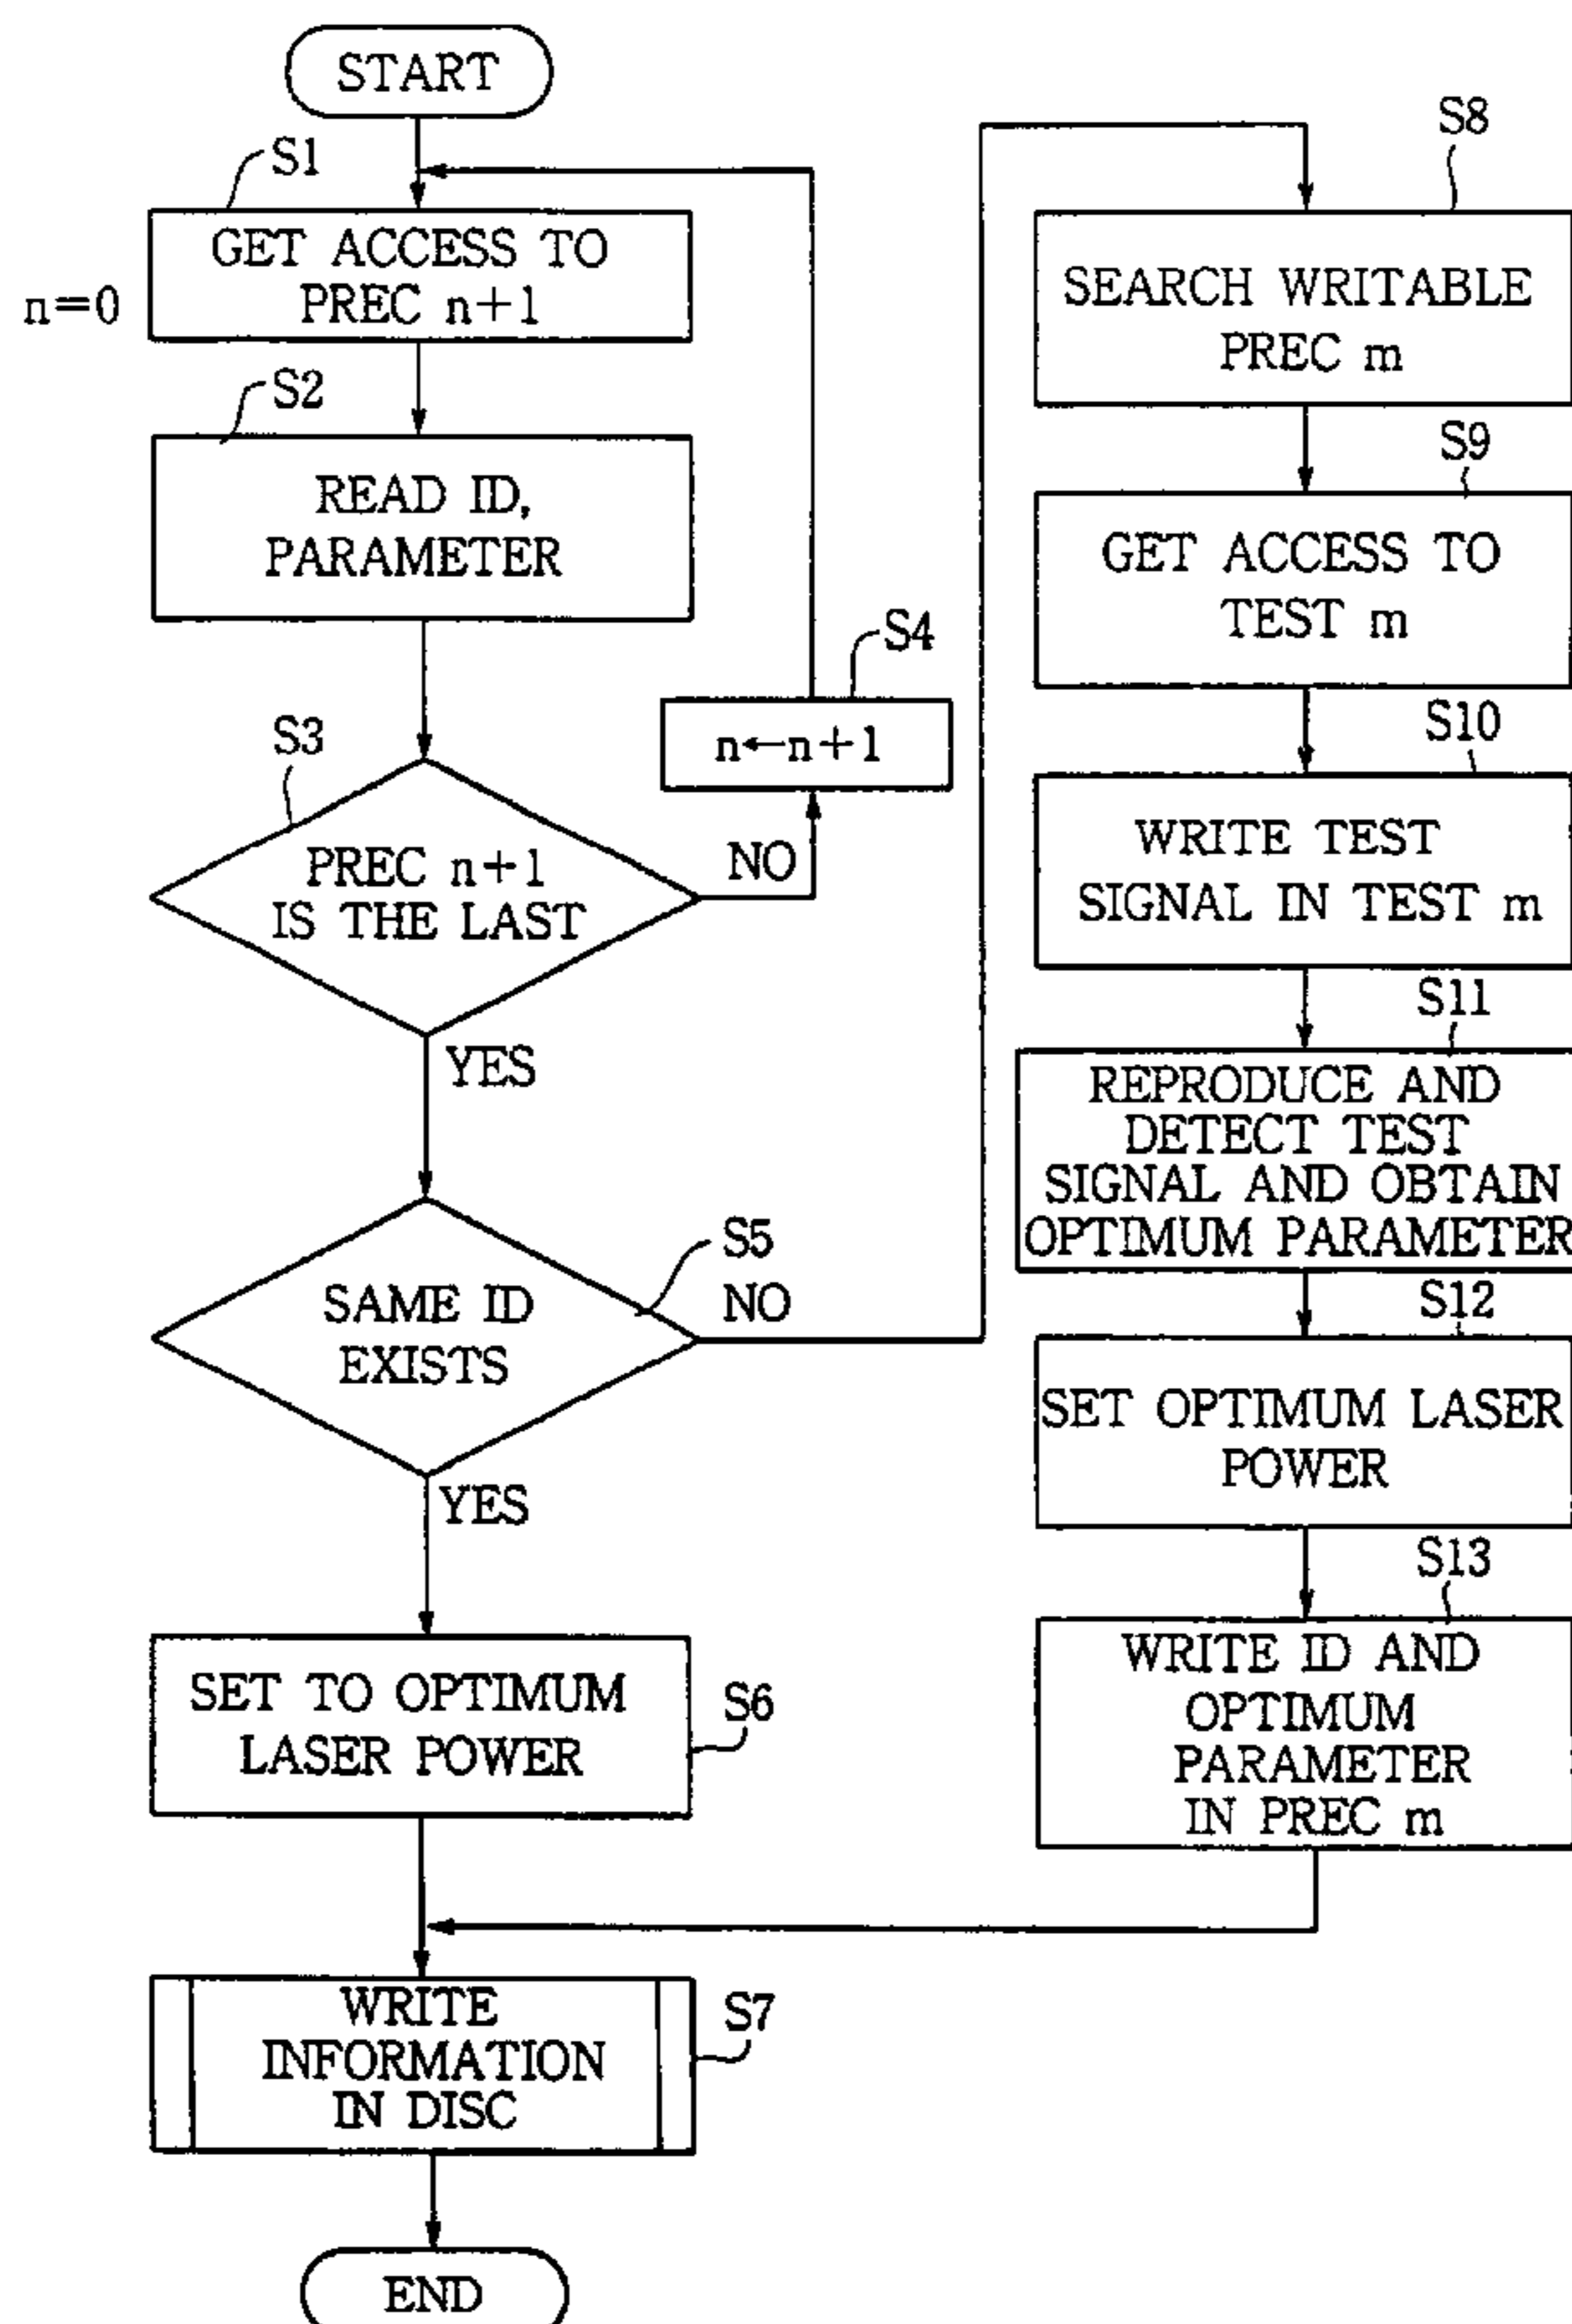 START
S1
GET ACCESS TO
PREC n+1
n=0
S2
READ ID,
PARAMETER
S3
PREC n+1
IS THE LAST
NO
S4
n←n+1
YES
S5
SAME ID
EXISTS
NO
YES
SET TO OPTIMUM
LASER POWER
S6
WRITE
INFORMATION
IN DISC
S7
END
S8
SEARCH WRITABLE
PREC m
S9
GET ACCESS TO
TEST m
S10
WRITE TEST
SIGNAL IN TEST m
S11
REPRODUCE AND
DETECT TEST
SIGNAL AND OBTAIN
OPTIMUM PARAMETER
S12
SET OPTIMUM LASER
POWER
S13
WRITE ID AND
OPTIMUM
PARAMETER
IN PREC m